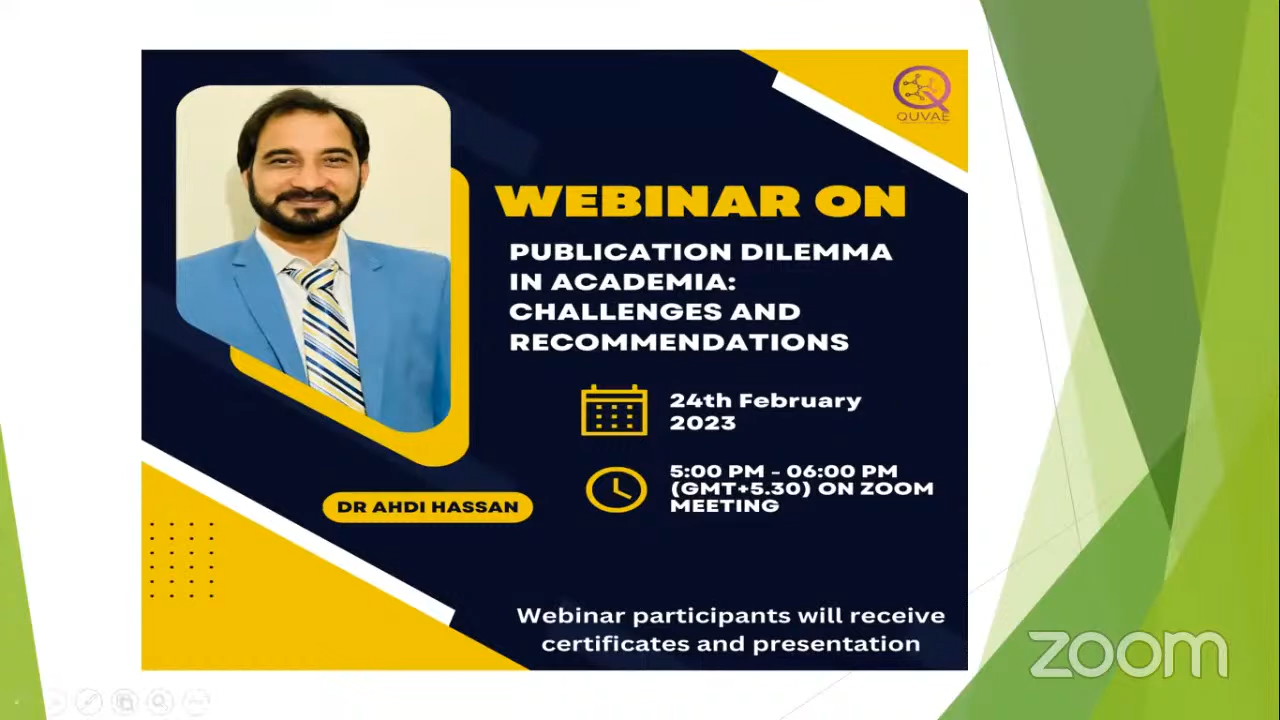 QUVAE
WEBINAR ON
PUBLICATION DILEMMA
IN ACADEMIA:
CHALLENGES AND
RECOMMENDATIONS
24th February
2023
5:00 PM - 06:00 PM
(GMT+5.30) ON ZOOM
MEETING
DR AHDI HASSAN
Webinar participants will receive
certificates and presentation
zoom